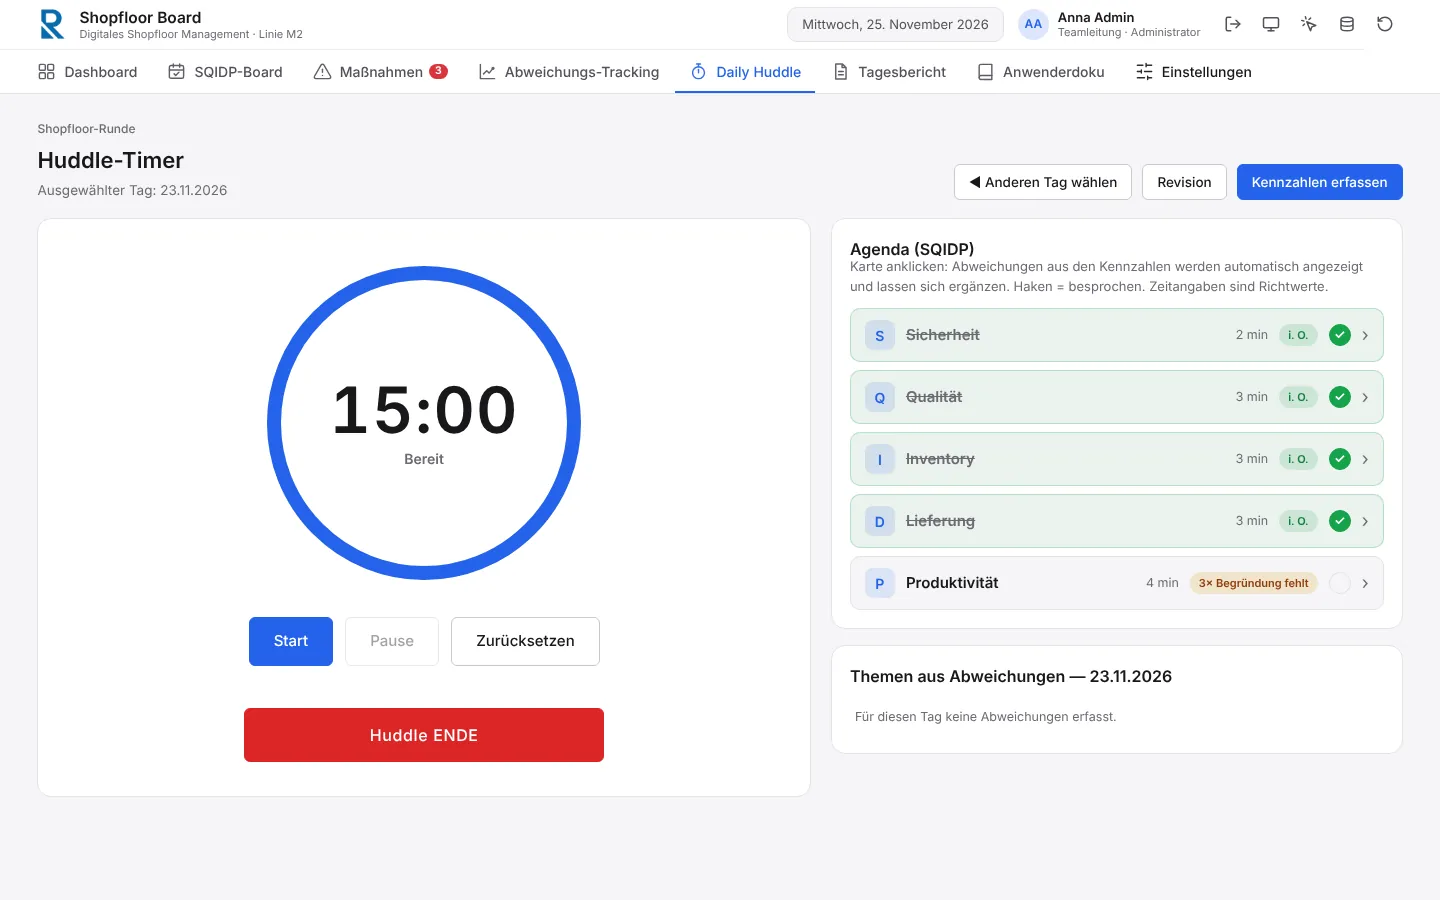 Shopfloor Board
Digitales Shopfloor Management · Linie M2
Mittwoch, 25. November 2026
AA
Anna Admin
Teamleitung · Administrator
Dashboard
SQIDP-Board
Maßnahmen 3
Abweichungs-Tracking
Daily Huddle
Tagesbericht
Anwenderdoku
Einstellungen
Shopfloor-Runde
Huddle-Timer
Ausgewählter Tag: 23.11.2026
◀ Anderen Tag wählen
Revision
Kennzahlen erfassen
15:00
Bereit
Start
Pause
Zurücksetzen
Huddle ENDE
Agenda (SQIDP)
Karte anklicken: Abweichungen aus den Kennzahlen werden automatisch angezeigt
und lassen sich ergänzen. Haken = besprochen. Zeitangaben sind Richtwerte.
S Sicherheit 2 min i. O.
Q Qualität 3 min i. O.
I Inventory 3 min i. O.
D Lieferung 3 min i. O.
P Produktivität 4 min 3× Begründung fehlt
Themen aus Abweichungen — 23.11.2026
Für diesen Tag keine Abweichungen erfasst.